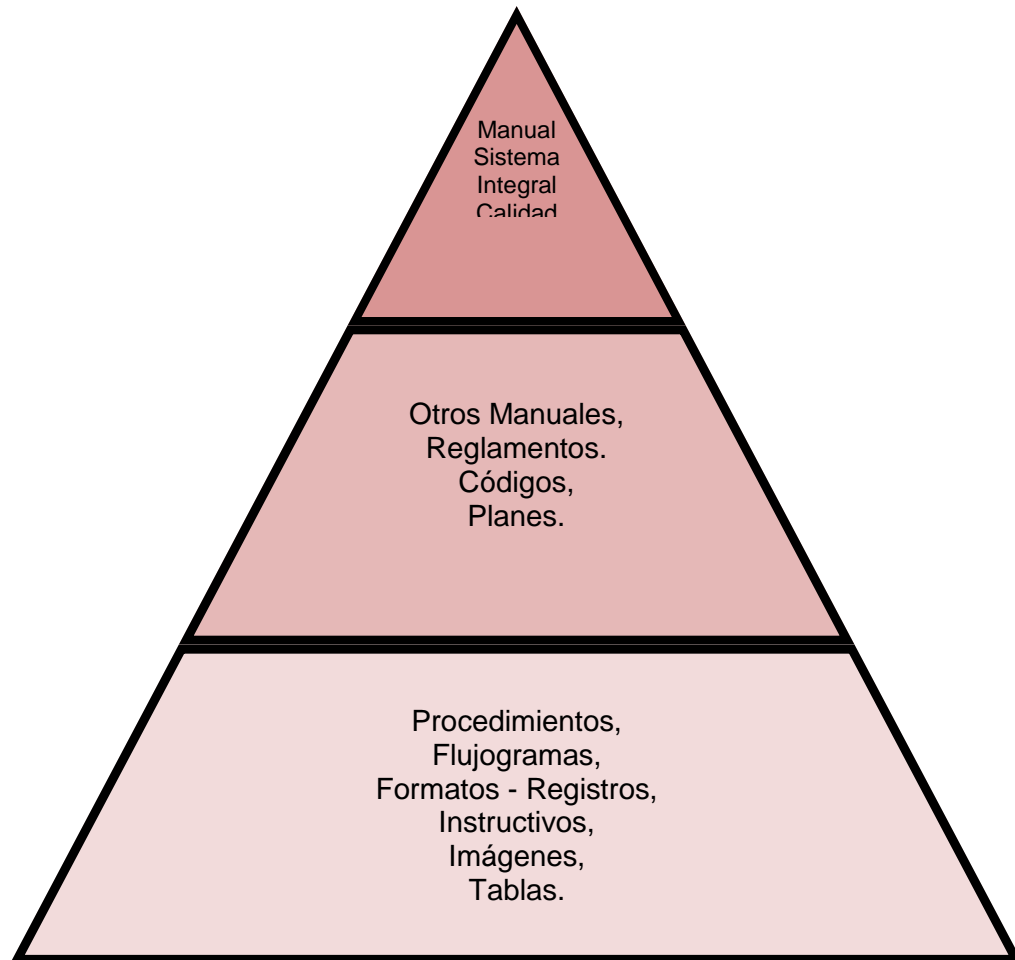 Manual
Sistema
Integral
Calidad
Otros Manuales,
Reglamentos.
Códigos,
Planes.
Procedimientos,
Flujogramas,
Formatos - Registros,
Instructivos,
Imágenes,
Tablas.